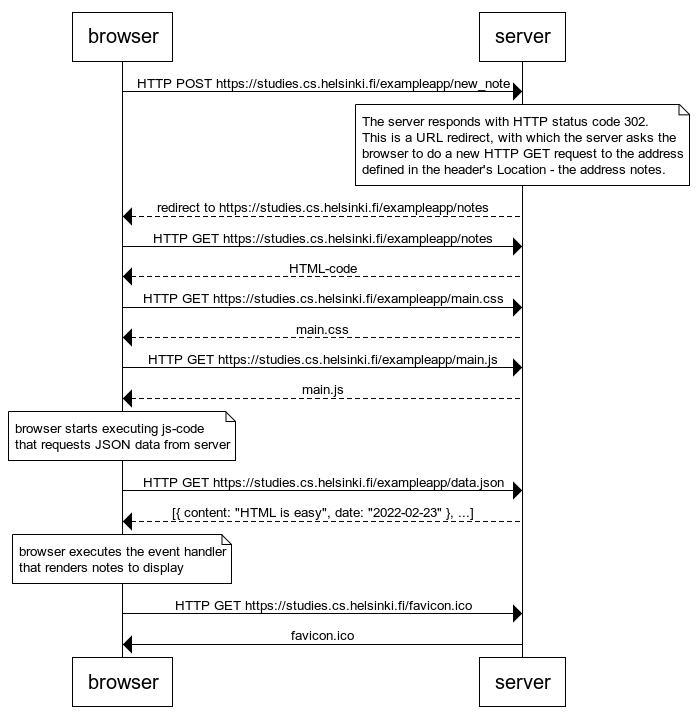 browser
server
HTTP POST https://studies.cs.helsinki.fi/exampleapp/new_note
The server responds with HTTP status code 302.
This is a URL redirect, with which the server asks the
browser to do a new HTTP GET request to the address
defined in the header's Location - the address notes.
redirect to https://studies.cs.helsinki.fi/exampleapp/notes
HTTP GET https://studies.cs.helsinki.fi/exampleapp/notes
HTML-code
HTTP GET https://studies.cs.helsinki.fi/exampleapp/main.css
main.css
HTTP GET https://studies.cs.helsinki.fi/exampleapp/main.js
main.js
browser starts executing js-code
that requests JSON data from server
HTTP GET https://studies.cs.helsinki.fi/exampleapp/data.json
[{ content: "HTML is easy", date: "2022-02-23" }, ...]
browser executes the event handler
that renders notes to display
HTTP GET https://studies.cs.helsinki.fi/favicon.ico
favicon.ico
browser
server